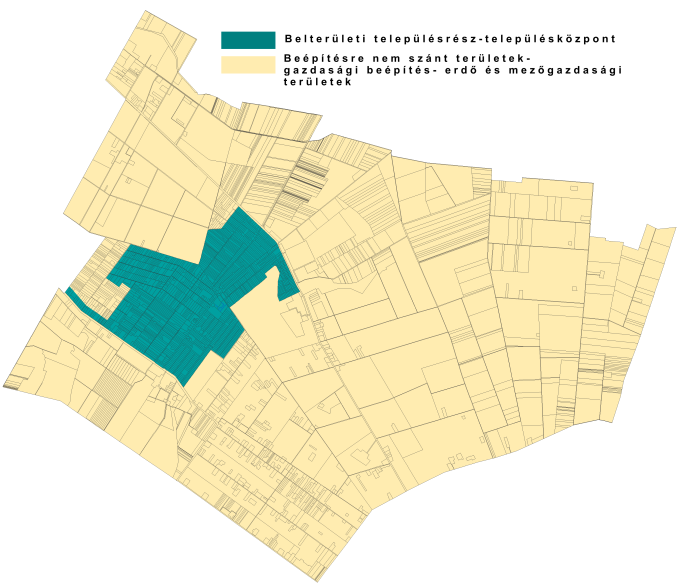 Belterületi településrész-településközpont
Beépítésre nem szánt területek-
gazdasági beépítés- erdő és mezőgazdasági
területek